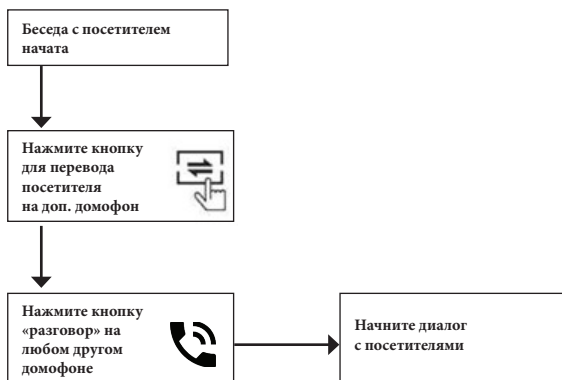 Беседа с посетителем
начата
Нажмите кнопку
для перевода
посетителя
на доп. домофон
Нажмите кнопку
«разговор» на
любом другом
домофоне
Начните диалог
с посетителями